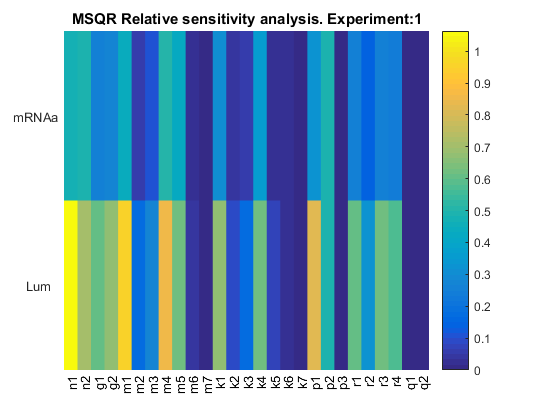 MSQR Relative sensitivity analysis. Experiment:1
mRNAa
Lum
n1 n2 g1 g2 m1 m2 m3 m4 m5 m6 m7 k1 k2 k3 k4 k5 k6 k7 p1 p2 p3 r1 r2 r3 r4 q1 q2
1
0.9
0.8
0.7
0.6
0.5
0.4
0.3
0.2
0.1
0